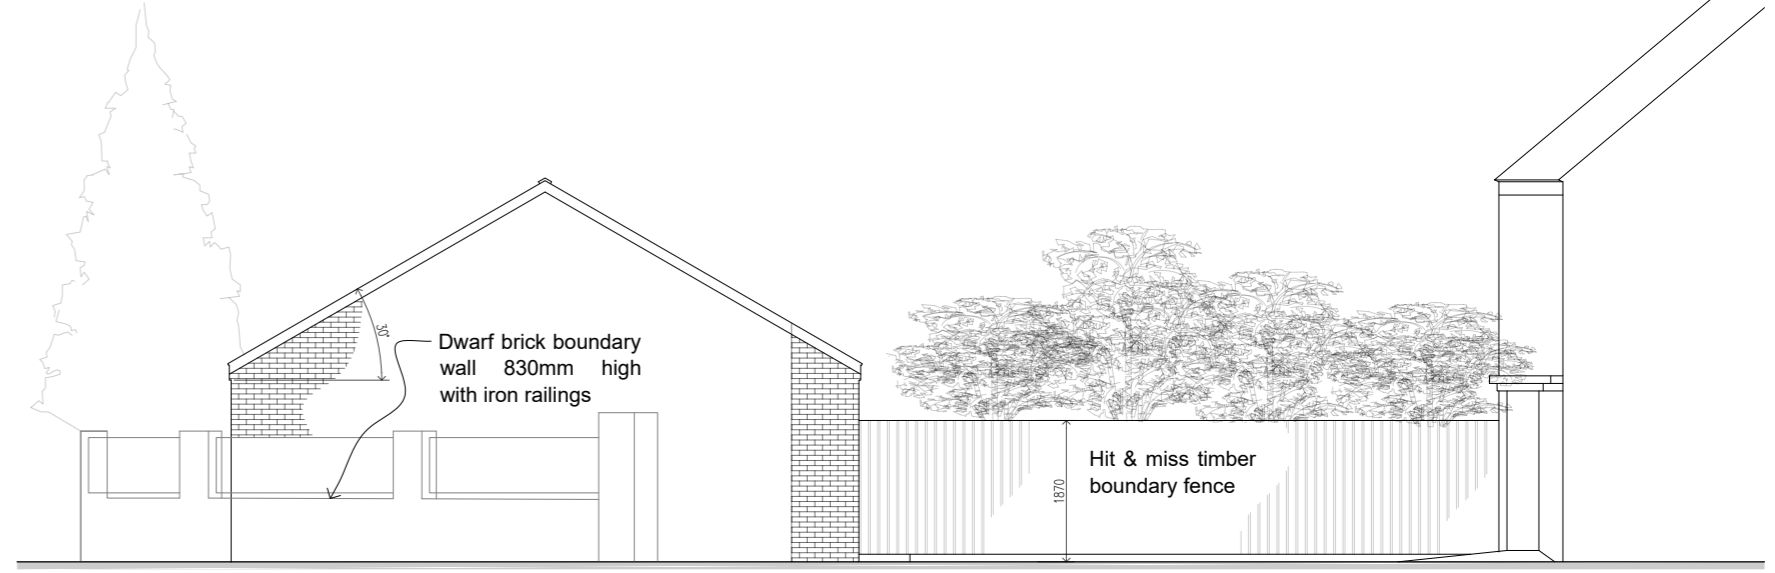 30°
Dwarf brick boundary
wall 830mm high
with iron railings
Hit & miss timber
boundary fence
1870